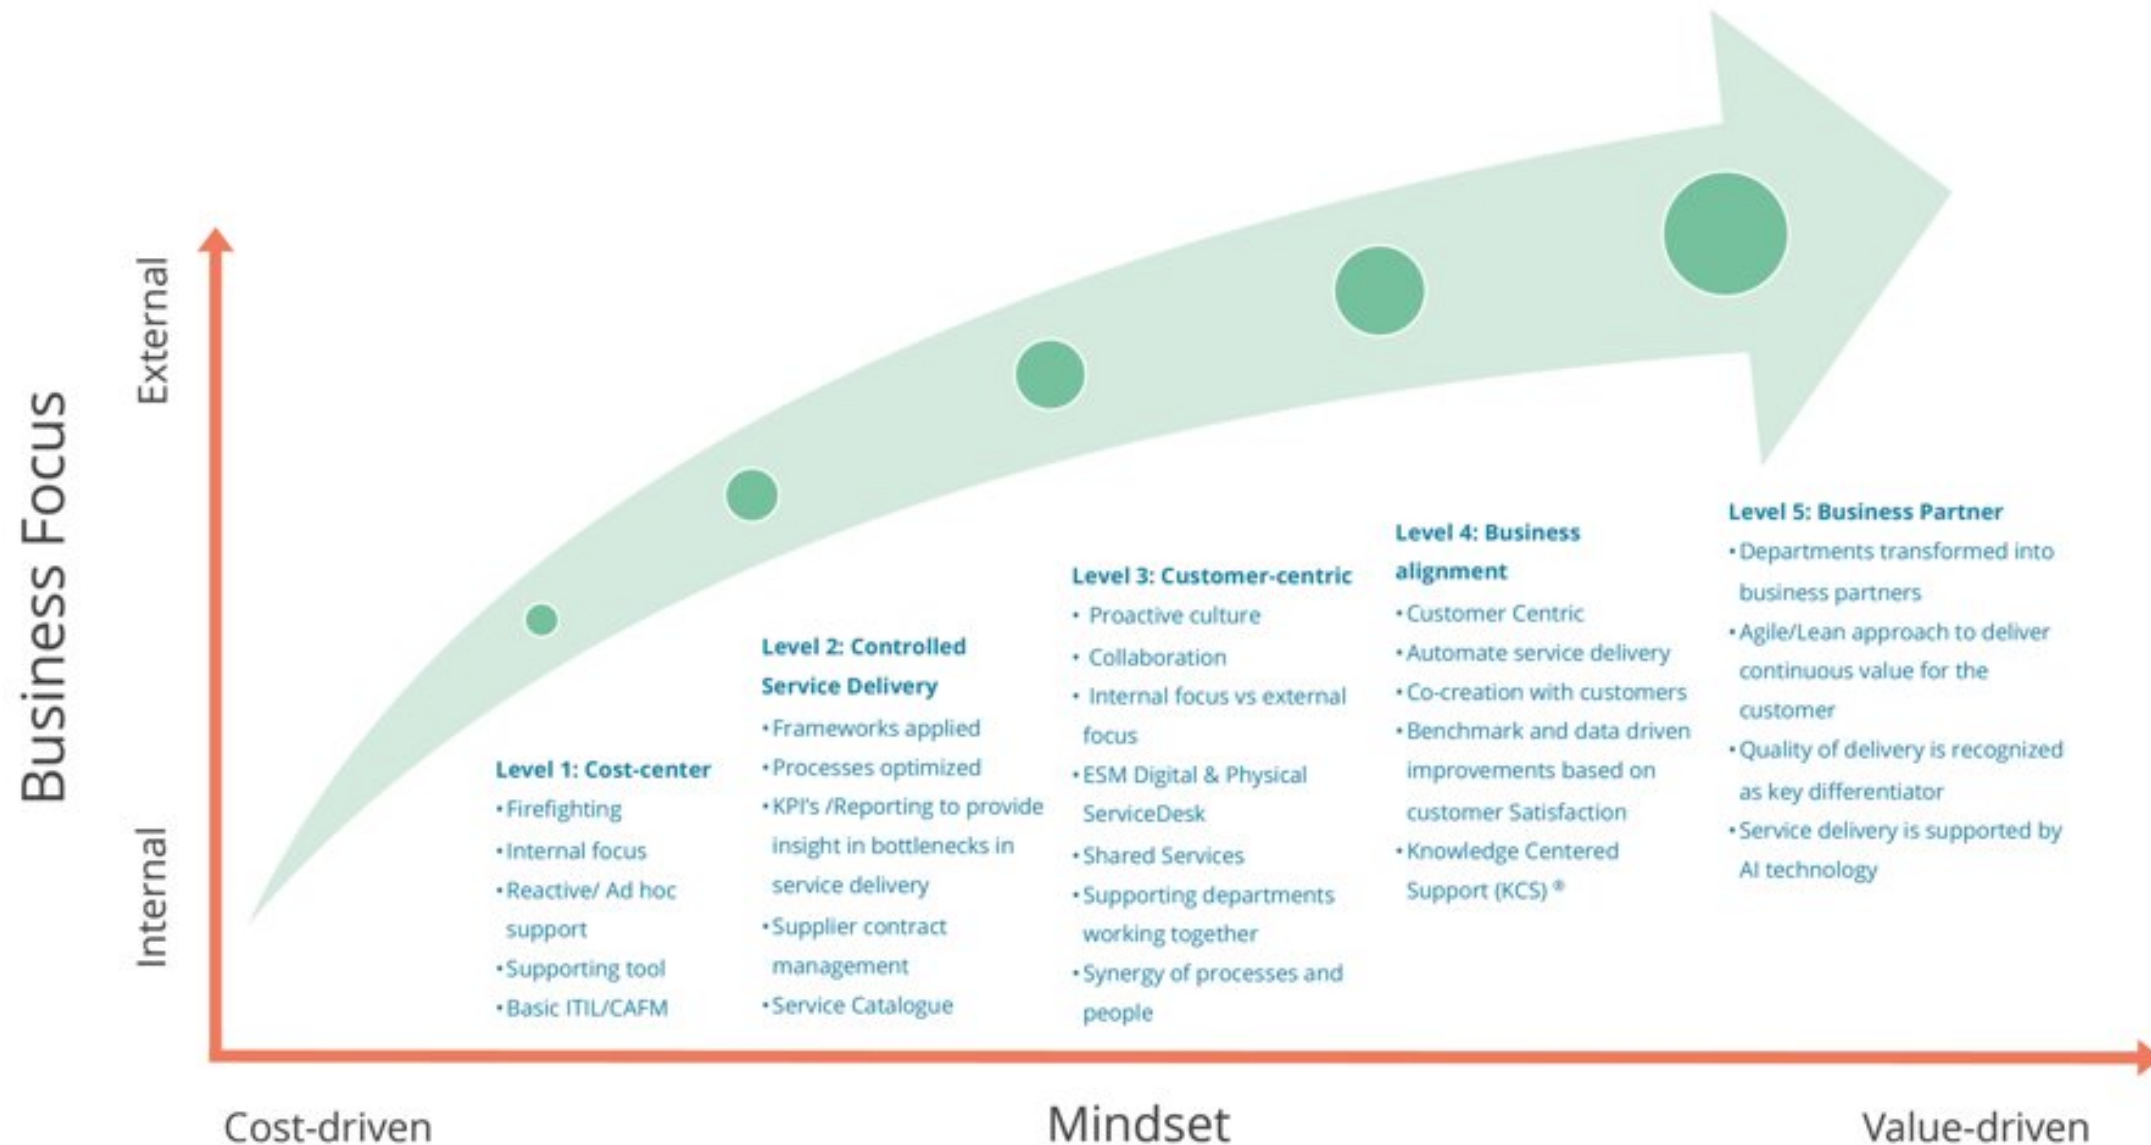 Business Focus
External
Internal
Level 1: Cost-center
•Firefighting
•Internal focus
•Reactive/ Ad hoc
support
•Supporting tool
•Basic ITIL/CAFM
Level 2: Controlled
Service Delivery
•Frameworks applied
•Processes optimized
•KPI's /Reporting to provide
insight in bottlenecks in
service delivery
•Supplier contract
management
•Service Catalogue
Level 3: Customer-centric
• Proactive culture
• Collaboration
• Internal focus vs external
focus
•ESM Digital & Physical
ServiceDesk
•Shared Services
•Supporting departments
working together
•Synergy of processes and
people
Level 4: Business
alignment
•Customer Centric
•Automate service delivery
•Co-creation with customers
•Benchmark and data driven
improvements based on
customer Satisfaction
•Knowledge Centered
Support (KCS) ®
Level 5: Business Partner
•Departments transformed into
business partners
•Agile/Lean approach to deliver
continuous value for the
customer
•Quality of delivery is recognized
as key differentiator
•Service delivery is supported by
AI technology
Cost-driven
Mindset
Value-driven